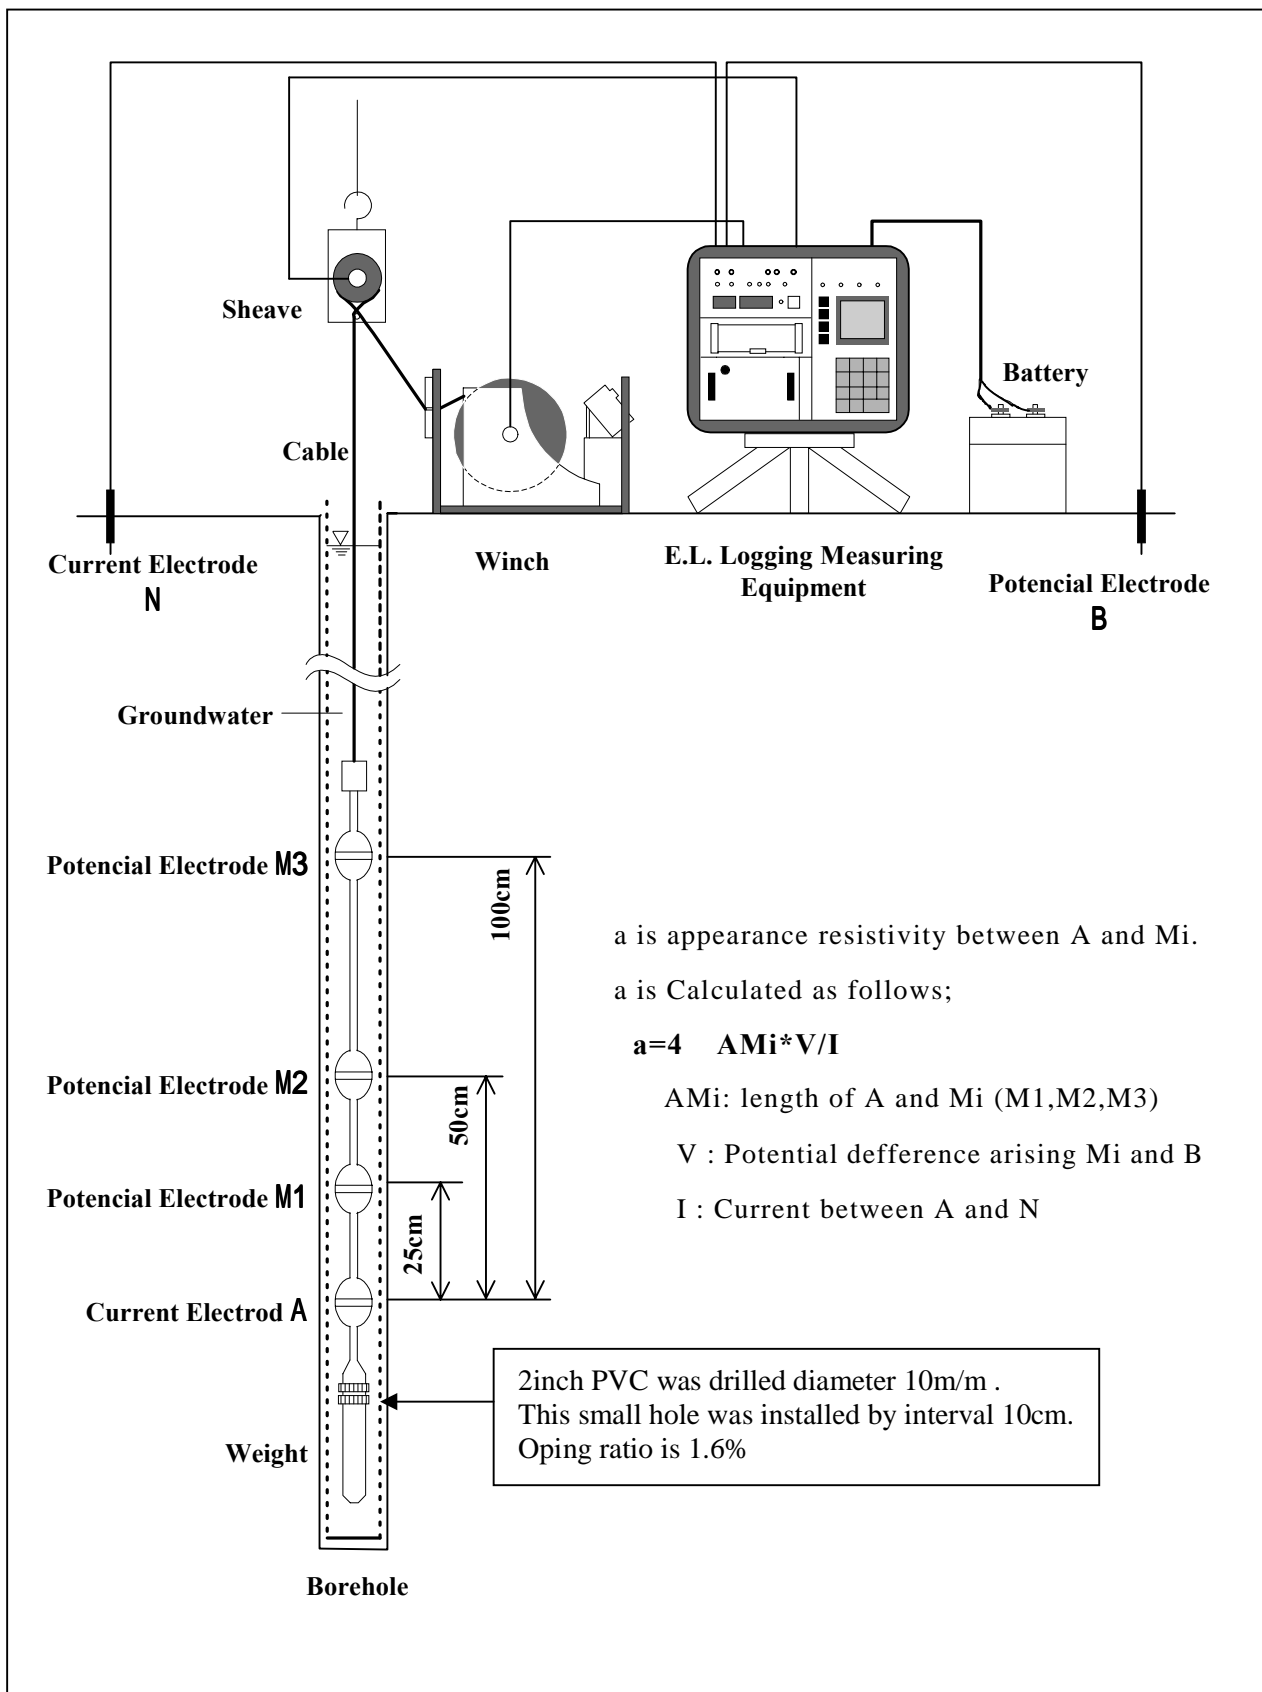 Sheave
Battery
Cable
Current Electrode
N
Winch
E.L. Logging Measuring
Equipment
Potencial Electrode
B
Groundwater
Potencial Electrode M3
100cm
a is appearance resistivity between A and Mi.
a is Calculated as follows;
a=4 AMi*V/I
Potencial Electrode M2
50cm
AMi: length of A and Mi (M1,M2,M3)
V : Potential defference arising Mi and B
Potencial Electrode M1
25cm
I : Current between A and N
Current Electrod A
2inch PVC was drilled diameter 10m/m .
This small hole was installed by interval 10cm.
Oping ratio is 1.6%
Weight
Borehole